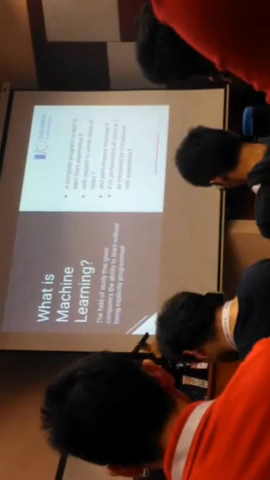 What is
Machine
Learning?
The field of study that gives
computers the ability to learn without
being explicitly programmed
A computer program is said to
learn from experience E
with respect to some class of
tasks T
and performance measure P,
if its performance at tasks in T,
as measured by P, improves
with experience E